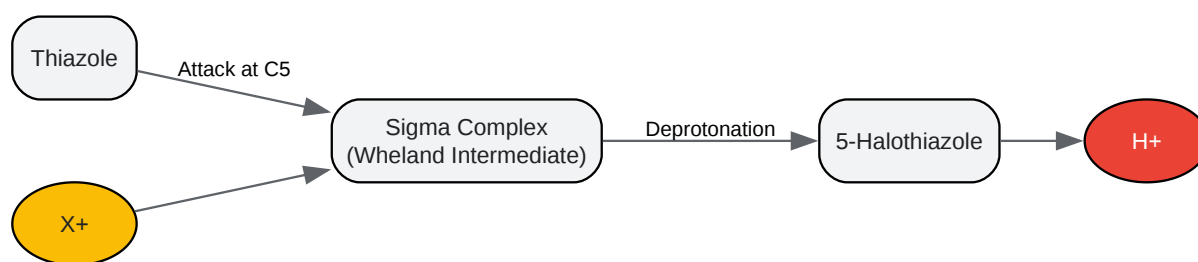 Thiazole
Attack at C5
X+
Sigma Complex
(Wheland Intermediate)
Deprotonation
5-Halothiazole
H+